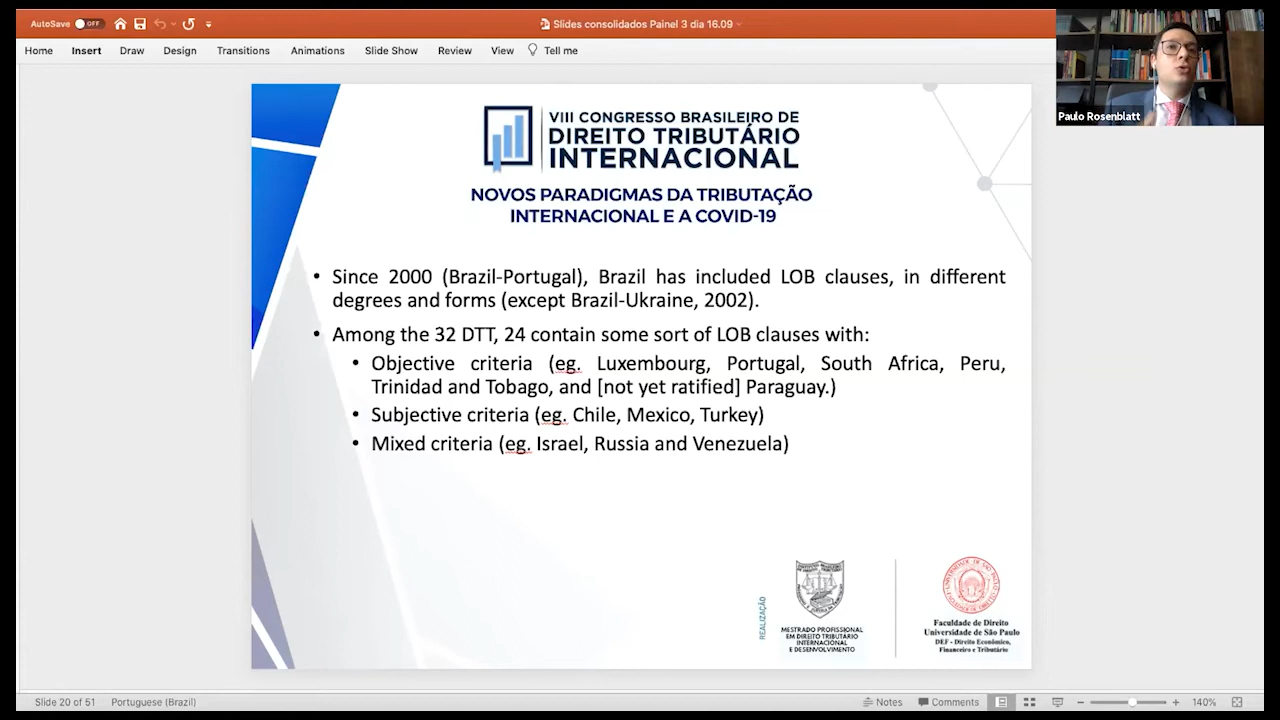 AutoSave OFF
Slides consolidados Painel 3 dia 16.09
Home Insert Draw Design Transitions Animations Slide Show Review View Tell me
Paulo Rosenblatt
VIII CONGRESSO BRASILEIRO DE
DIREITO TRIBUTÁRIO
INTERNACIONAL
NOVOS PARADIGMAS DA TRIBUTAÇÃO
INTERNACIONAL E A COVID-19
• Since 2000 (Brazil-Portugal), Brazil has included LOB clauses, in different
degrees and forms (except Brazil-Ukraine, 2002).
• Among the 32 DTT, 24 contain some sort of LOB clauses with:
• Objective criteria (eg. Luxembourg, Portugal, South Africa, Peru,
Trinidad and Tobago, and [not yet ratified] Paraguay.)
• Subjective criteria (eg. Chile, Mexico, Turkey)
• Mixed criteria (eg. Israel, Russia and Venezuela)
REALIZAÇÃO
MESTRADO PROFISSIONAL
EM DIREITO TRIBUTÁRIO
INTERNACIONAL
E DESENVOLVIMENTO
Faculdade de Direito
Universidade de São Paulo
DEF - Direito Econômico,
Financeiro e Tributário
Slide 20 of 51 Portuguese (Brazil)
Notes Comments 140%